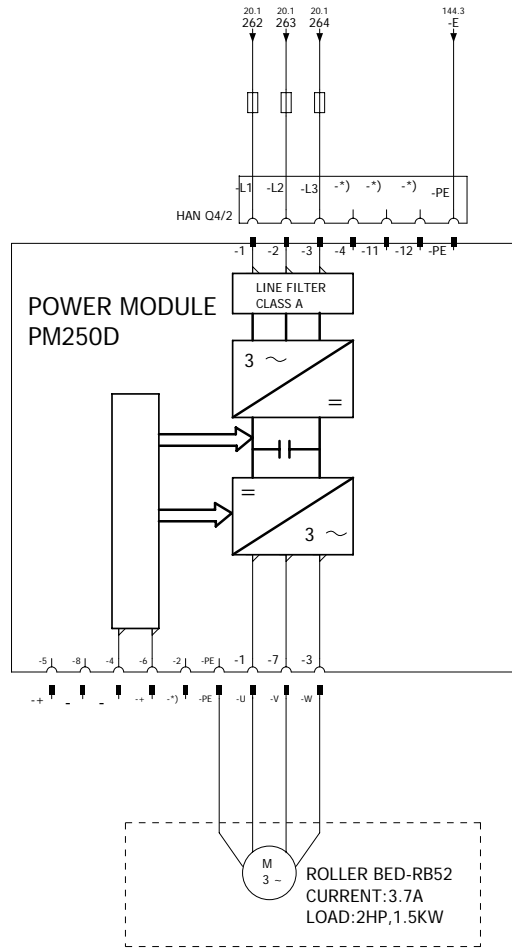 20.1 20.1 20.1 144.3
262 263 264 -E
-L1 -L2 -L3 -*) -*) -*) -PE
HAN Q4/2
-1 -2 -3 -4 -11 -12 -PE
LINE FILTER
CLASS A
POWER MODULE
PM250D
3 ~
=
=
3 ~
-5 -8 -4 -6 -2 -PE -1 -7 -3
-+ - - -+ -*) -PE -U -V -W
M
3 ~
ROLLER BED-RB52
CURRENT:3.7A
LOAD:2HP,1.5KW